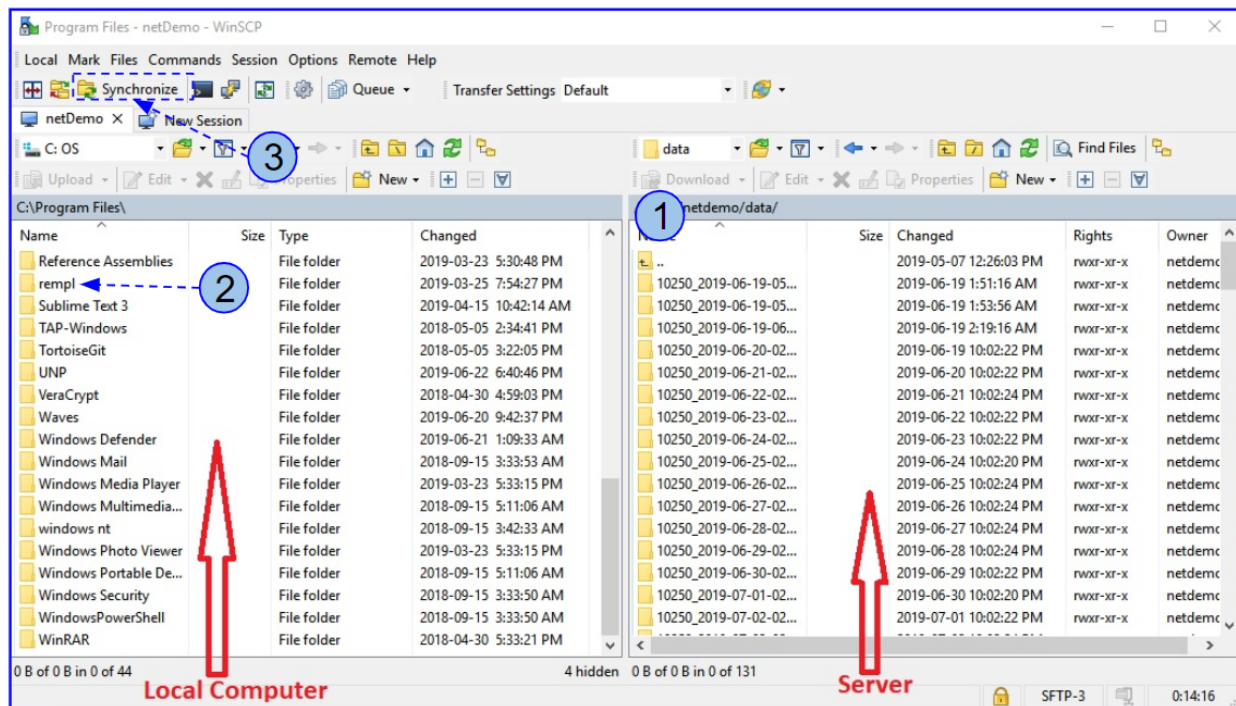 Program Files - netDemo - WinSCP
Local Mark Files Commands Session Options Remote Help
Synchronize Queue Transfer Settings Default
netDemo New Session
C: OS 3 data Find Files
Upload Edit Properties New Download Edit Properties New
C:\Program Files\ 1 netdemo/data/
Name Size Type Changed Size Changed Rights Owner
Reference Assemblies File folder 2019-03-23 5:30:48 PM .. 2019-05-07 12:26:03 PM rwxr-xr-x netdemo
rempl 2 File folder 2019-03-25 7:54:27 PM 10250_2019-06-19-05... 2019-06-19 1:51:16 AM rwxr-xr-x netdemc
Sublime Text 3 File folder 2019-04-15 10:42:14 AM 10250_2019-06-19-05... 2019-06-19 1:53:56 AM rwxr-xr-x netdemc
TAP-Windows File folder 2018-05-05 2:34:41 PM 10250_2019-06-19-06... 2019-06-19 2:19:16 AM rwxr-xr-x netdemc
TortoiseGit File folder 2018-05-05 3:22:05 PM 10250_2019-06-20-02... 2019-06-19 10:02:22 PM rwxr-xr-x netdemc
UNP File folder 2019-06-22 6:40:46 PM 10250_2019-06-21-02... 2019-06-20 10:02:22 PM rwxr-xr-x netdemc
VeraCrypt File folder 2018-04-30 4:59:03 PM 10250_2019-06-22-02... 2019-06-21 10:02:24 PM rwxr-xr-x netdemc
Waves File folder 2019-06-20 9:42:37 PM 10250_2019-06-23-02... 2019-06-22 10:02:22 PM rwxr-xr-x netdemc
Windows Defender File folder 2019-06-21 1:09:33 AM 10250_2019-06-24-02... 2019-06-23 10:02:22 PM rwxr-xr-x netdemc
Windows Mail File folder 2018-09-15 3:33:53 AM 10250_2019-06-25-02... 2019-06-24 10:02:20 PM rwxr-xr-x netdemc
Windows Media Player File folder 2019-03-23 5:33:15 PM 10250_2019-06-26-02... 2019-06-25 10:02:24 PM rwxr-xr-x netdemc
Windows Multimedia... File folder 2018-09-15 5:11:06 AM 10250_2019-06-27-02... 2019-06-26 10:02:24 PM rwxr-xr-x netdemc
windows nt File folder 2018-09-15 3:42:33 AM 10250_2019-06-28-02... 2019-06-27 10:02:24 PM rwxr-xr-x netdemc
Windows Photo Viewer File folder 2019-03-23 5:33:15 PM 10250_2019-06-29-02... 2019-06-28 10:02:24 PM rwxr-xr-x netdemc
Windows Portable De... File folder 2018-09-15 5:11:06 AM 10250_2019-06-30-02... 2019-06-29 10:02:22 PM rwxr-xr-x netdemc
Windows Security File folder 2018-09-15 3:33:50 AM 10250_2019-07-01-02... 2019-06-30 10:02:20 PM rwxr-xr-x netdemc
WindowsPowerShell File folder 2018-09-15 3:33:50 AM 10250_2019-07-02-02... 2019-07-01 10:02:22 PM rwxr-xr-x netdemc
WinRAR File folder 2018-04-30 5:33:21 PM
0 B of 0 B in 0 of 44 4 hidden 0 B of 0 B in 0 of 131
Local Computer Server
SFTP-3 0:14:16